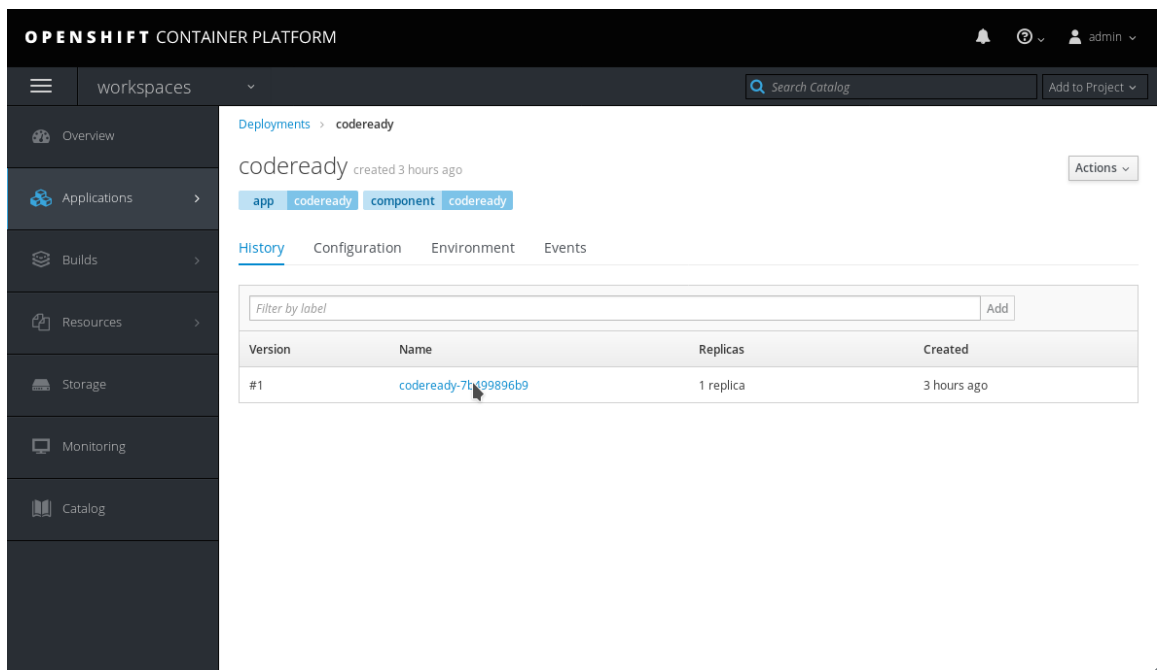 OPENSHIFT CONTAINER PLATFORM
admin
workspaces
Search Catalog
Add to Project
Overview
Applications
Builds
Resources
Storage
Monitoring
Catalog
Deployments > codeready
codeready created 3 hours ago
Actions
app codeready component codeready
History Configuration Environment Events
Filter by label
Add
Version Name Replicas Created
#1 codeready-7b499896b9 1 replica 3 hours ago